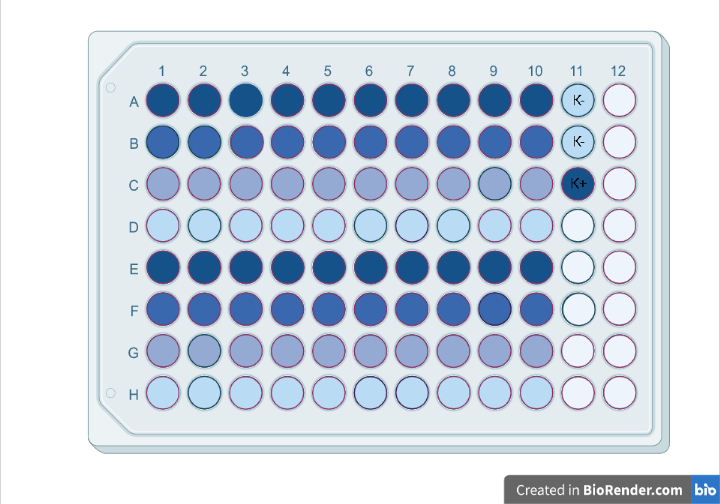 1 2 3 4 5 6 7 8 9 10 11 12
A K-
B K-
C K+
D
E
F
G
H
Created in BioRender.com bio